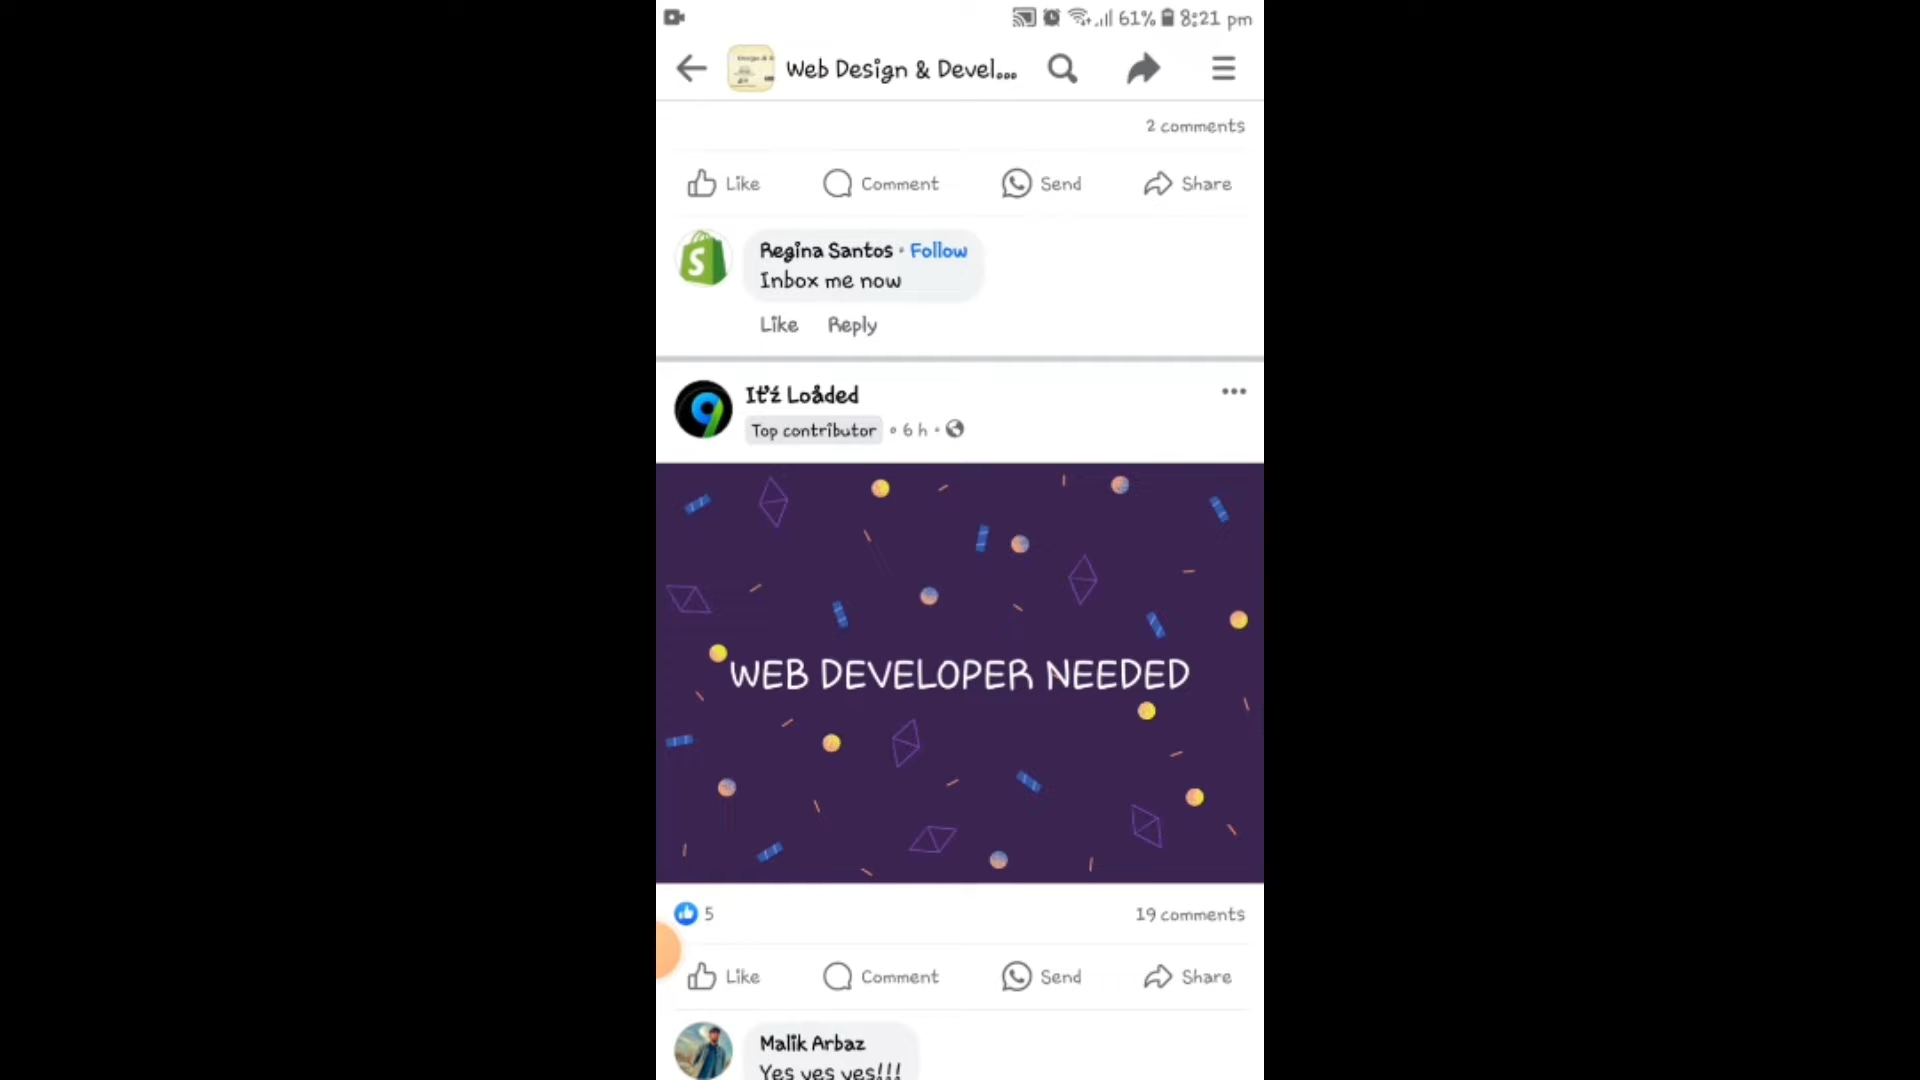 61% 8:21 pm
Web Design & Devel...
2 comments
Like Comment Send Share
Regina Santos · Follow
Inbox me now
Like Reply
It'ź Loåded
Top contributor • 6 h •
WEB DEVELOPER NEEDED
5 19 comments
Like Comment Send Share
Malik Arbaz
Yes yes yes!!!